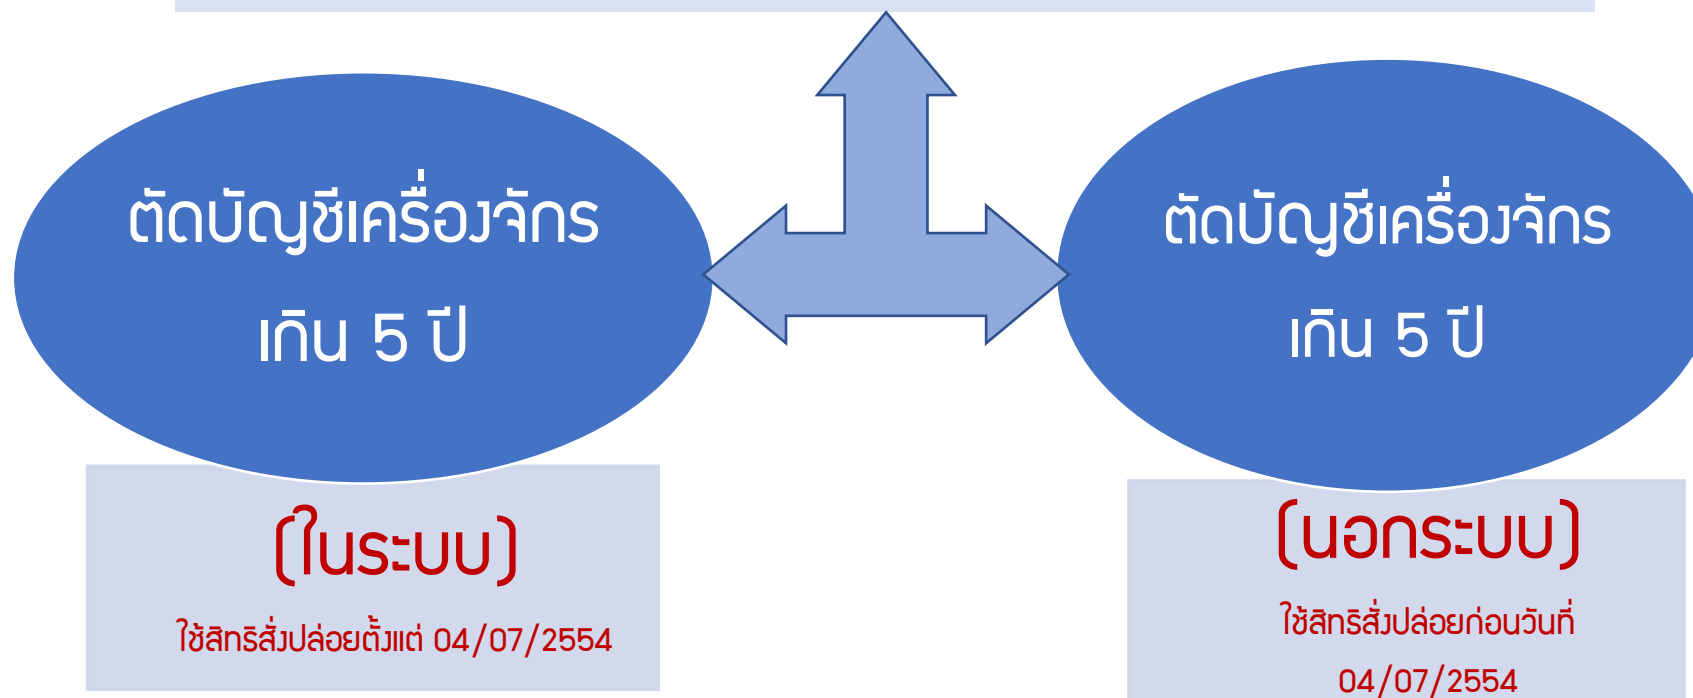 ตัดบัญชีเครื่องจักร
เกิน 5 ปี
(ในระบบ)
ใช้สิทธิสั่งปล่อยตั้งแต่ 04/07/2554
ตัดบัญชีเครื่องจักร
เกิน 5 ปี
(นอกระบบ)
ใช้สิทธิสั่งปล่อยก่อนวันที่
04/07/2554